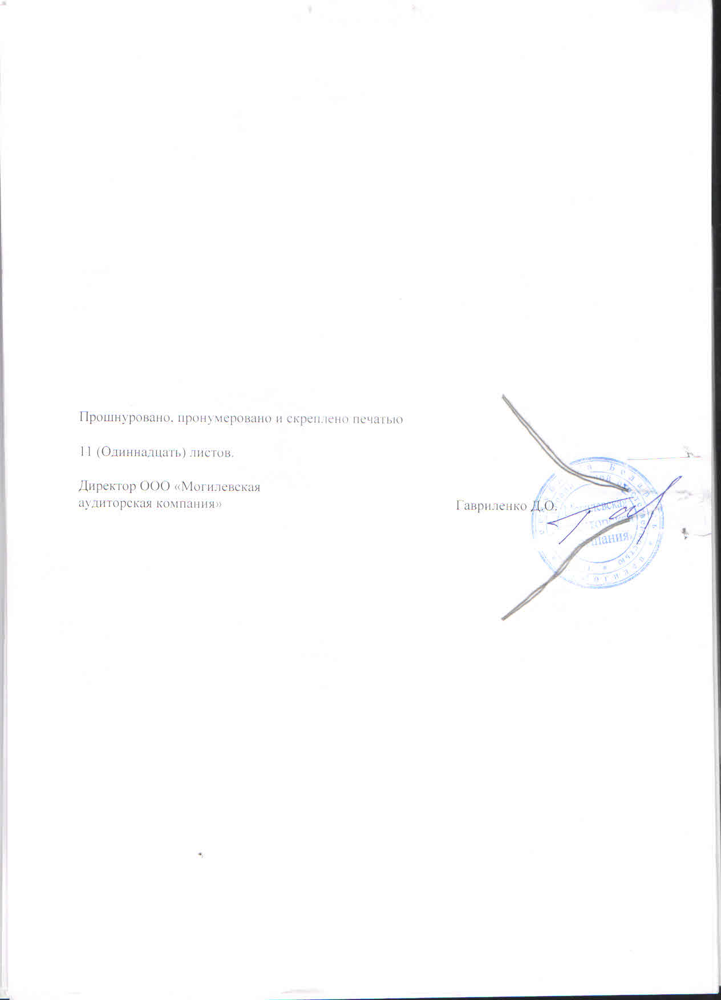 Прошнуровано, пронумеровано и скреплено печатью
11 (Одиннадцать) листов.
Директор ООО «Могилевская
аудиторская компания»
Гавриленко Д.О.